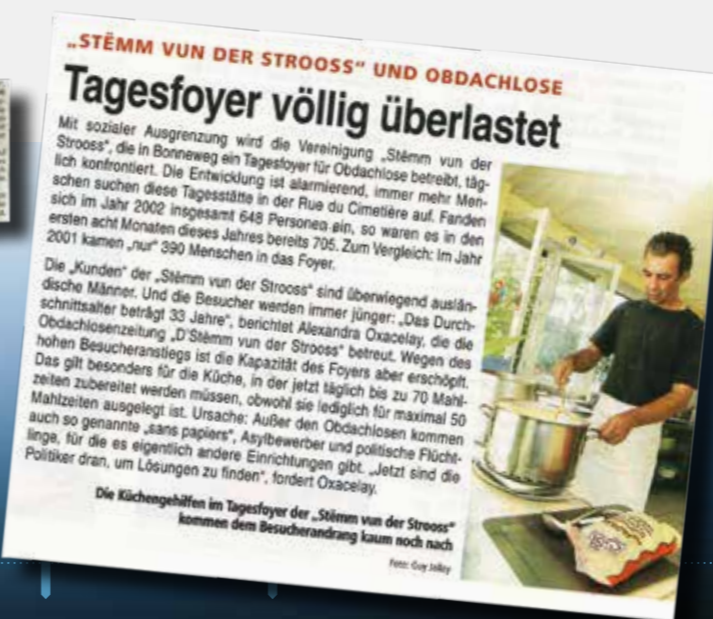 „STËMM VUN DER STROOSS“ UND OBDACHLOSE
Tagesfoyer völlig überlastet
Mit sozialer Ausgrenzung wird die Vereinigung „Stëmm vun der
Strooss“, die in Bonneweg ein Tagesfoyer für Obdachlose betreibt, täg-
lich konfrontiert. Die Entwicklung ist alarmierend, immer mehr Men-
schen suchen diese Tagesstätte in der Rue du Cimetière auf. Fanden
sich im Jahr 2002 insgesamt 648 Personen ein, so waren es in den
ersten acht Monaten dieses Jahres bereits 705. Zum Vergleich: Im Jahr
2001 kamen „nur“ 390 Menschen in das Foyer.
Die „Kunden“ der „Stëmm vun der Strooss“ sind überwiegend auslän-
dische Männer. Und die Besucher werden immer jünger: „Das Durch-
schnittsalter beträgt 33 Jahre“, berichtet Alexandra Oxacelay, die die
Obdachlosenzeitung „D'Stëmm vun der Strooss“ betreut. Wegen des
hohen Besucheranstiegs ist die Kapazität des Foyers aber erschöpft.
Das gilt besonders für die Küche, in der jetzt täglich bis zu 70 Mahl-
zeiten zubereitet werden müssen, obwohl sie lediglich für maximal 50
Mahlzeiten ausgelegt ist. Ursache: Außer den Obdachlosen kommen
auch so genannte „sans papiers“, Asylbewerber und politische Flücht-
linge, für die es eigentlich andere Einrichtungen gibt. „Jetzt sind die
Politiker dran, um Lösungen zu finden“, fordert Oxacelay.
Die Küchengehilfen im Tagesfoyer der „Stëmm vun der Strooss“
kommen dem Besucherandrang kaum noch nach
Foto: Guy Jallay